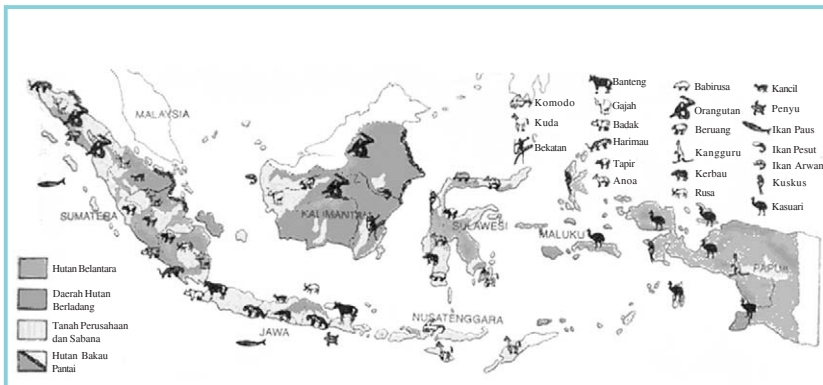 MALAYSIA
SUMATERA
KALIMANTAN
SULAWESI
MALUKU
PAPUA
JAWA
NUSATENGGARA
Komodo
Kuda
Bekatan
Banteng
Gajah
Badak
Harimau
Tapir
Anoa
Babirusa
Orangutan
Beruang
Kangguru
Kerbau
Rusa
Kancil
Penyu
Ikan Paus
Ikan Pesut
Ikan Arwan
Kuskus
Kasuari
Hutan Belantara
Daerah Hutan
Berladang
Tanah Perusahaan
dan Sabana
Hutan Bakau
Pantai